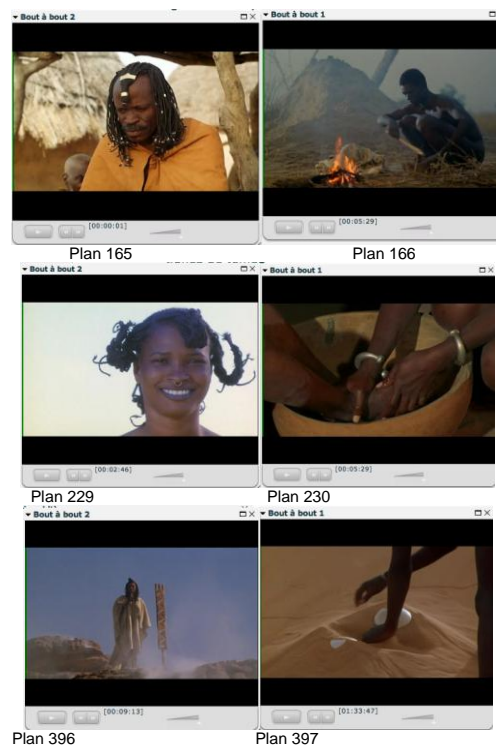 Bout à bout 2
Bout à bout 1
[00:00:01]
[00:05:29]
Plan 165
Plan 166
Bout à bout 2
Bout à bout 1
[00:02:46]
[00:05:29]
Plan 229
Plan 230
Bout à bout 2
Bout à bout 1
[00:09:13]
[01:33:47]
Plan 396
Plan 397